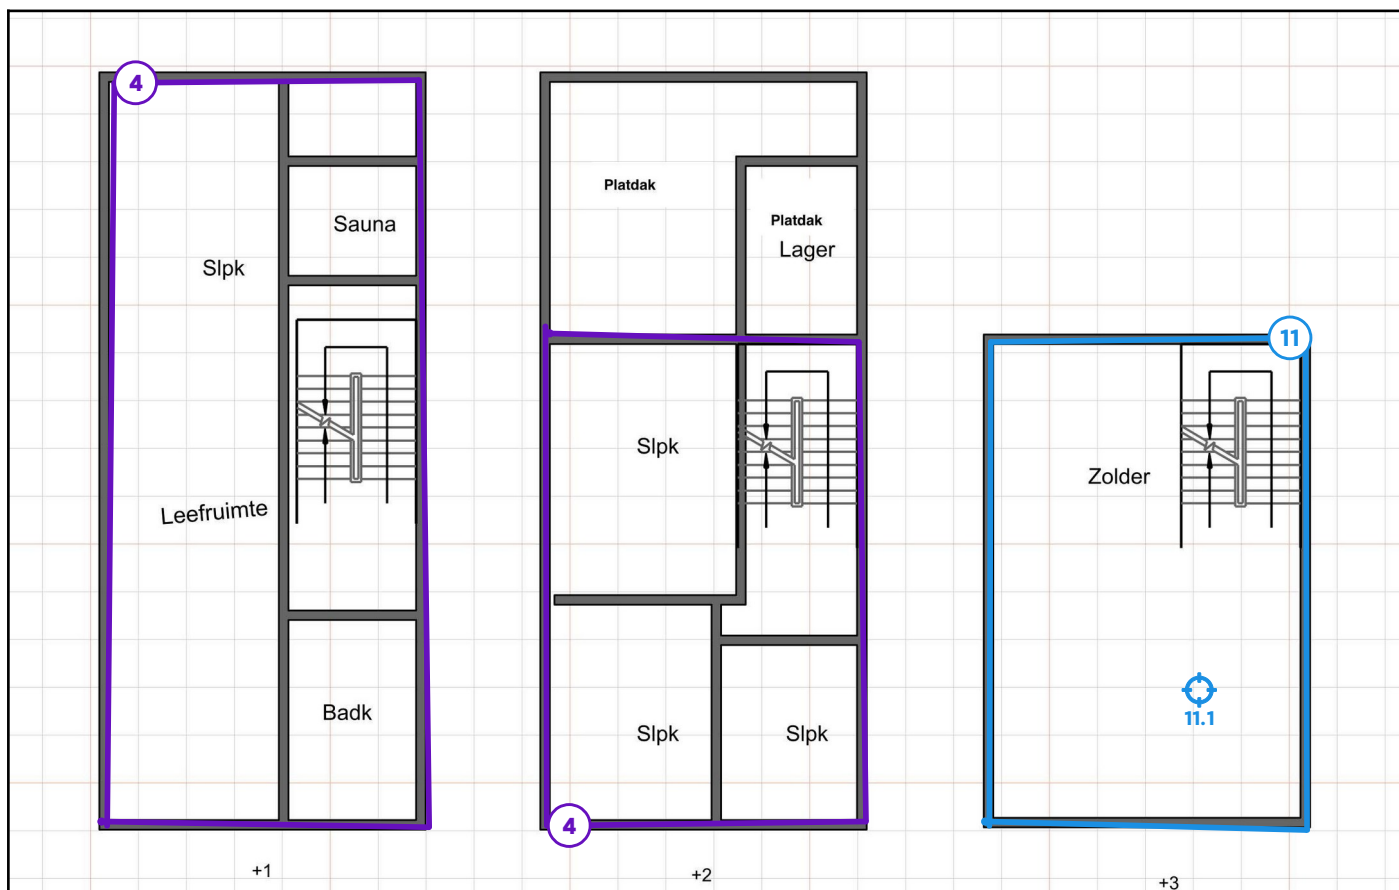 4
Sauna
Slpk
Leefruimte
Badk
+1
Platdak
Platdak
Lager
Slpk
Slpk
Slpk
4
+2
11
Zolder
11.1
+3